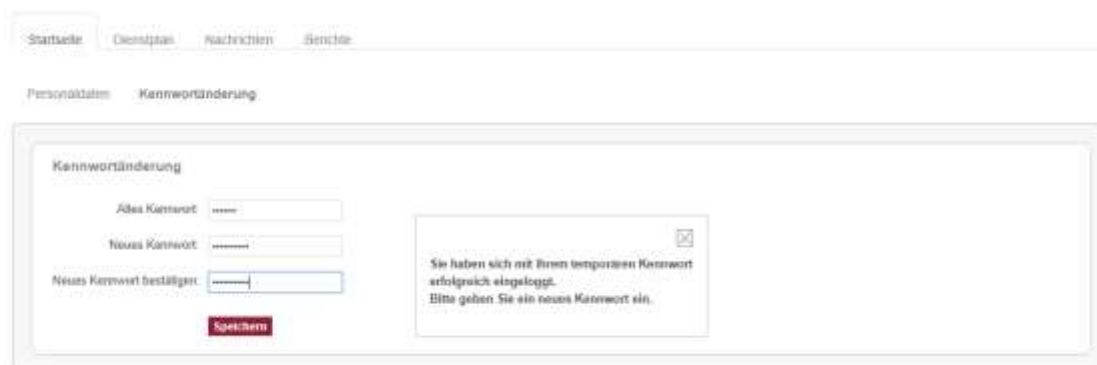 Startseite Dienstplan Nachrichten Berichte
Personaldaten Kennwortänderung
Kennwortänderung
Altes Kennwort
Neues Kennwort
Neues Kennwort bestätigen
Speichern
Sie haben sich mit Ihrem temporären Kennwort
erfolgreich eingeloggt.
Bitte geben Sie ein neues Kennwort ein.